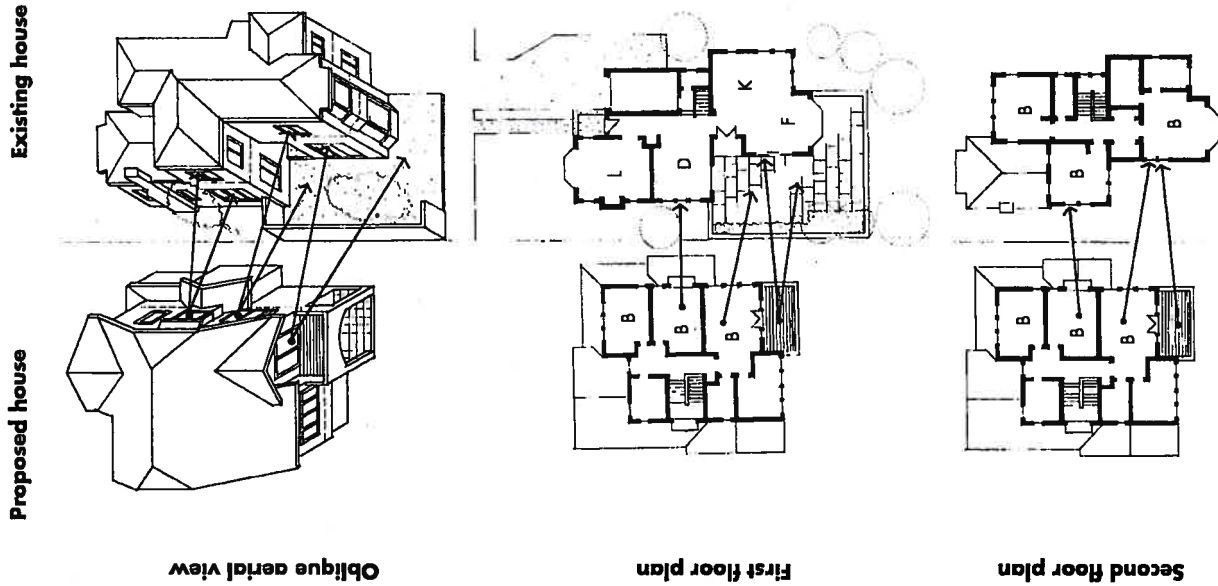 Existing house
Proposed house
Oblique aerial view
First floor plan
Second floor plan
L
D
K
F
B
B
B
B
B
B
B
B
B